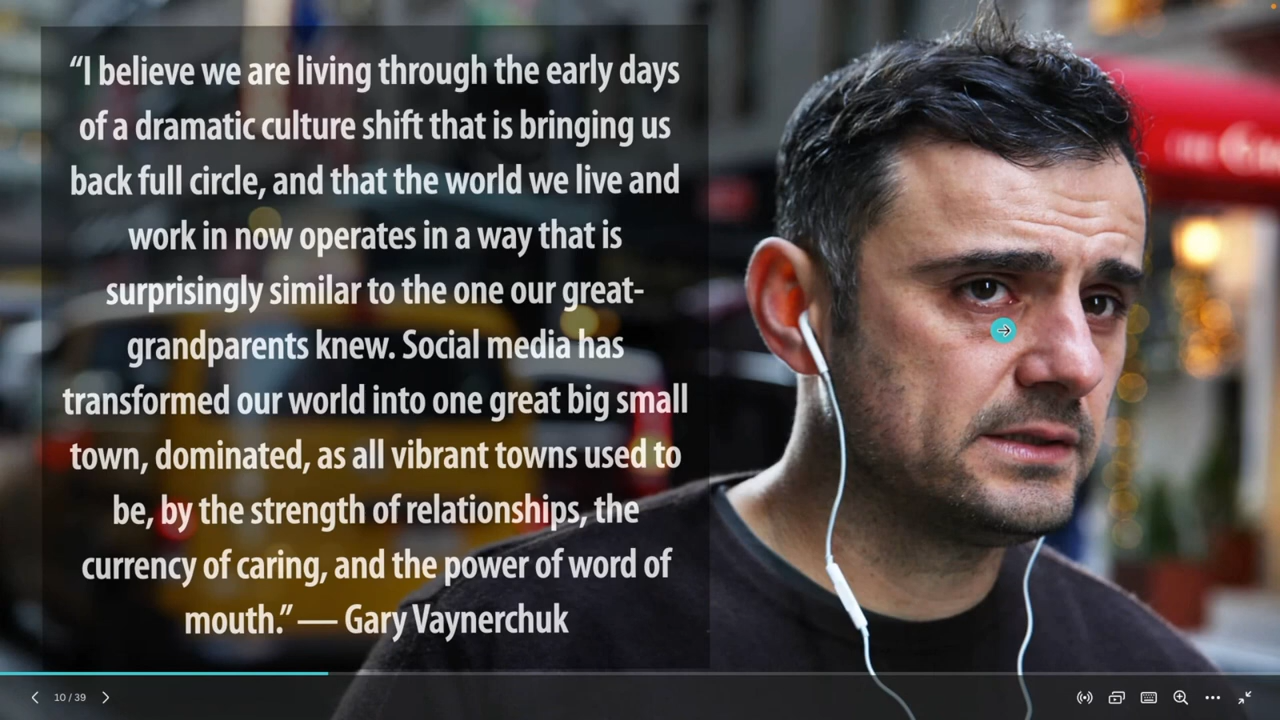 “I believe we are living through the early days
of a dramatic culture shift that is bringing us
back full circle, and that the world we live and
work in now operates in a way that is
surprisingly similar to the one our great-
grandparents knew. Social media has
transformed our world into one great big small
town, dominated, as all vibrant towns used to
be, by the strength of relationships, the
currency of caring, and the power of word of
mouth.” — Gary Vaynerchuk
THE
10 / 39